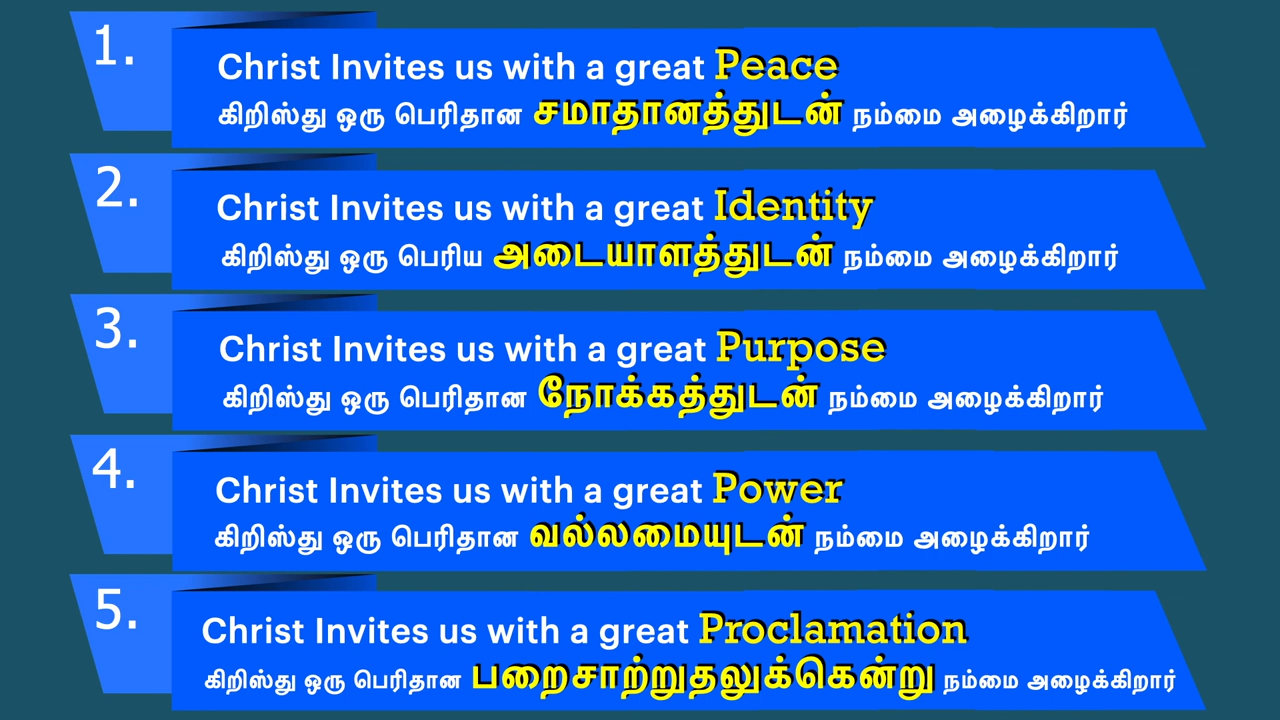 1.
Christ Invites us with a great Peace
கிறிஸ்து ஒரு பெரிதான சமாதானத்துடன் நம்மை அழைக்கிறார்
2.
Christ Invites us with a great Identity
கிறிஸ்து ஒரு பெரிய அடையாளத்துடன் நம்மை அழைக்கிறார்
3.
Christ Invites us with a great Purpose
கிறிஸ்து ஒரு பெரிதான நோக்கத்துடன் நம்மை அழைக்கிறார்
4.
Christ Invites us with a great Power
கிறிஸ்து ஒரு பெரிதான வல்லமையுடன் நம்மை அழைக்கிறார்
5.
Christ Invites us with a great Proclamation
கிறிஸ்து ஒரு பெரிதான பறைசாற்றுதலுக்கென்று நம்மை அழைக்கிறார்